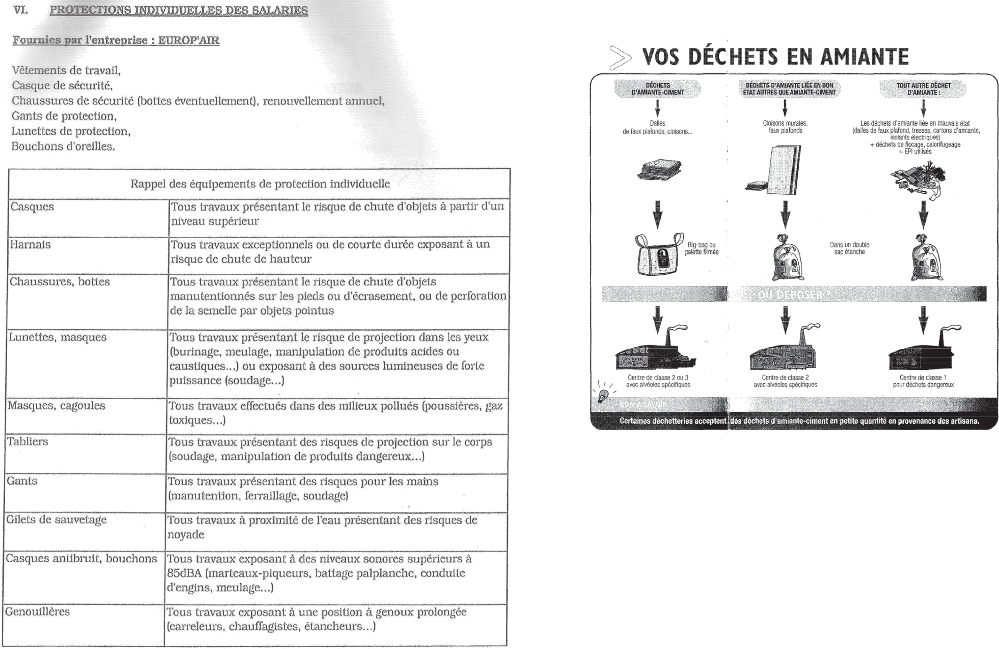 VI. PROTECTIONS INDIVIDUELLES DES SALARIES
Fournies par l'entreprise : EUROP'AIR
Vêtements de travail,
Casque de sécurité,
Chaussures de sécurité (bottes éventuellement), renouvellement annuel,
Gants de protection,
Lunettes de protection,
Bouchons d'oreilles.
Rappel des équipements de protection individuelle
Casques
Tous travaux présentant le risque de chute d'objets à partir d'un
niveau supérieur
Harnais
Tous travaux exceptionnels ou de courte durée exposant à un
risque de chute de hauteur
Chaussures, bottes
Tous travaux présentant le risque de chute d'objets
manutentionnés sur les pieds ou d'écrasement, ou de perforation
de la semelle par objets pointus
Lunettes, masques
Tous travaux présentant le risque de projection dans les yeux
(burinage, meulage, manipulation de produits acides ou
caustiques...) ou exposant à des sources lumineuses de forte
puissance (soudage...)
Masques, cagoules
Tous travaux effectués dans des milieux pollués (poussières, gaz
toxiques...)
Tabliers
Tous travaux présentant des risques de projection sur le corps
(soudage, manipulation de produits dangereux...)
Gants
Tous travaux présentant des risques pour les mains
(manutention, ferraillage, soudage)
Gilets de sauvetage
Tous travaux à proximité de l'eau présentant des risques de
noyade
Casques antibruit, bouchons
Tous travaux exposant à des niveaux sonores supérieurs à
85dBA (marteaux-piqueurs, battage palplanche, conduite
d'engins, meulage...)
Genouillères
Tous travaux exposant à une position à genoux prolongée
(carreleurs, chauffagistes, étancheurs...)
> VOS DÉCHETS EN AMIANTE
DÉCHETS
D'AMIANTE-CIMENT
Dalles
de faux plafonds, cloisons...
Big-bag ou
palette filmée
DÉCHETS D'AMIANTE LIÉE EN BON
ÉTAT AUTRES QUE AMIANTE-CIMENT
Cloisons murales,
faux plafonds
Dans un double
sac étanche
TOUT AUTRE DÉCHET
D'AMIANTE :
Les déchets d'amiante liée en mauvais état
(dalles de faux plafond, tresses, cartons d'amiante,
isolants électriques)
+ déchets de flocage, calorifugeage
+ EPI utilisés
OU DÉPOSER ?
CENTRE DE
CLASSE
Centre de classe 2 ou 3
avec alvéoles spécifiques
CENTRE DE
CLASSE
Centre de classe 2
avec alvéoles spécifiques
Centre de classe 1
pour déchets dangereux
BON A SAVOIR
Certaines déchetteries acceptent des déchets d'amiante-ciment en petite quantité en provenance des artisans.